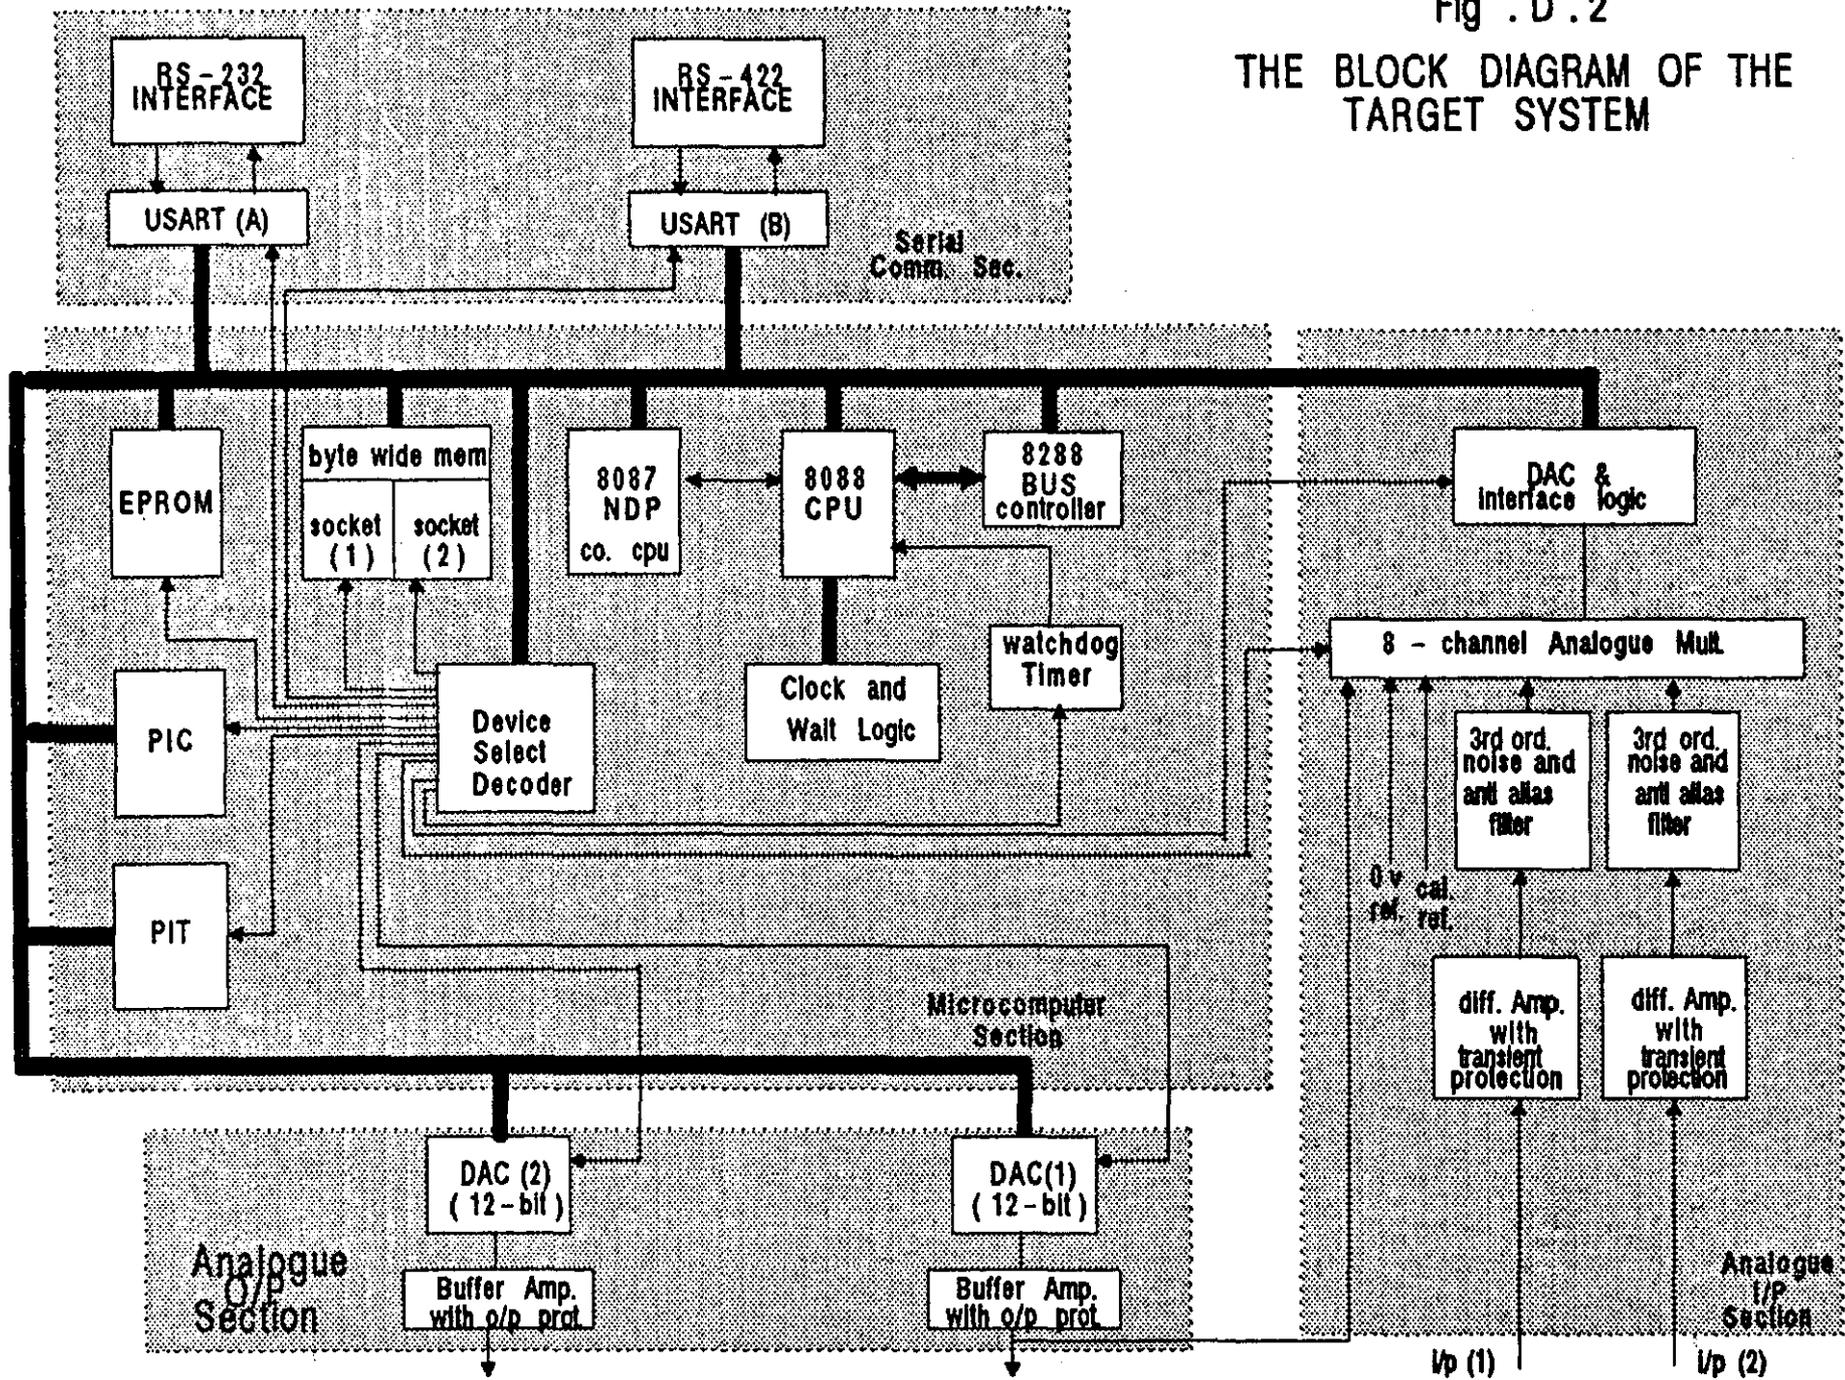 Fig . D . 2
THE BLOCK DIAGRAM OF THE
TARGET SYSTEM
RS-232
INTERFACE
RS-422
INTERFACE
USART (A)
USART (B)
Serial
Comm. Sec.
EPROM
byte wide mem
socket
(1)
socket
(2)
8087
NDP
co. cpu
8088
CPU
8288
BUS
controller
DAC &
interface logic
watchdog
Timer
8 - channel Analogue Mult.
PIC
Device
Select
Decoder
Clock and
Wait Logic
3rd ord.
noise and
anti alias
filter
3rd ord.
noise and
anti alias
filter
0 v
ref.
cal.
ref.
PIT
Microcomputer
Section
diff. Amp.
with
transient
protection
diff. Amp.
with
transient
protection
DAC (2)
( 12-bit )
DAC(1)
( 12-bit )
Analogue
O/P
Section
Buffer Amp.
with o/p prot.
Buffer Amp.
with o/p prot.
Analogue
I/P
Section
i/p (1)
i/p (2)